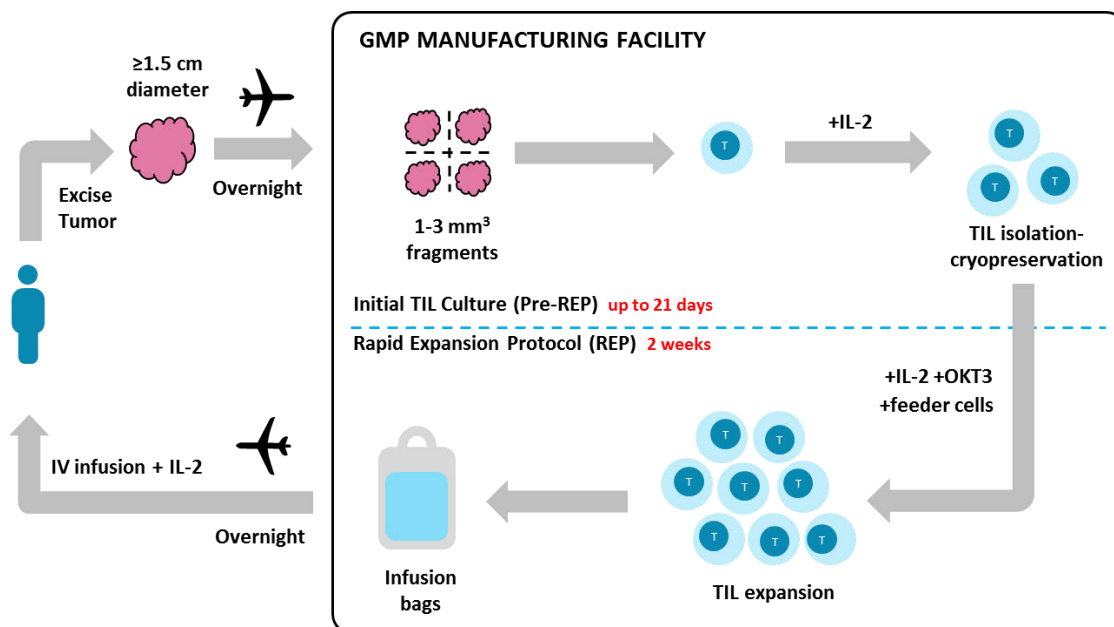 GMP MANUFACTURING FACILITY
≥1.5 cm
diameter
Excise
Tumor
Overnight
1-3 mm³
fragments
T
+IL-2
T
T
T
TIL isolation-
cryopreservation
Initial TIL Culture (Pre-REP) up to 21 days
Rapid Expansion Protocol (REP) 2 weeks
+IL-2 +OKT3
+feeder cells
T
T
T
T
T
T
T
T
TIL expansion
Infusion
bags
IV infusion + IL-2
Overnight